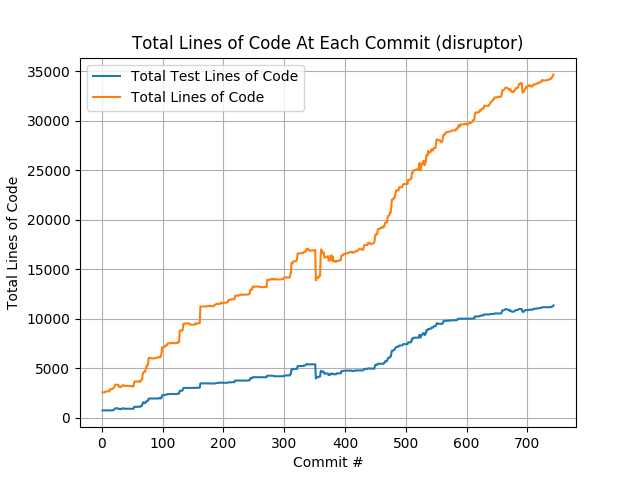 Total Lines of Code At Each Commit (disruptor)
Total Test Lines of Code
Total Lines of Code
Total Lines of Code
35000
30000
25000
20000
15000
10000
5000
0
0 100 200 300 400 500 600 700
Commit #